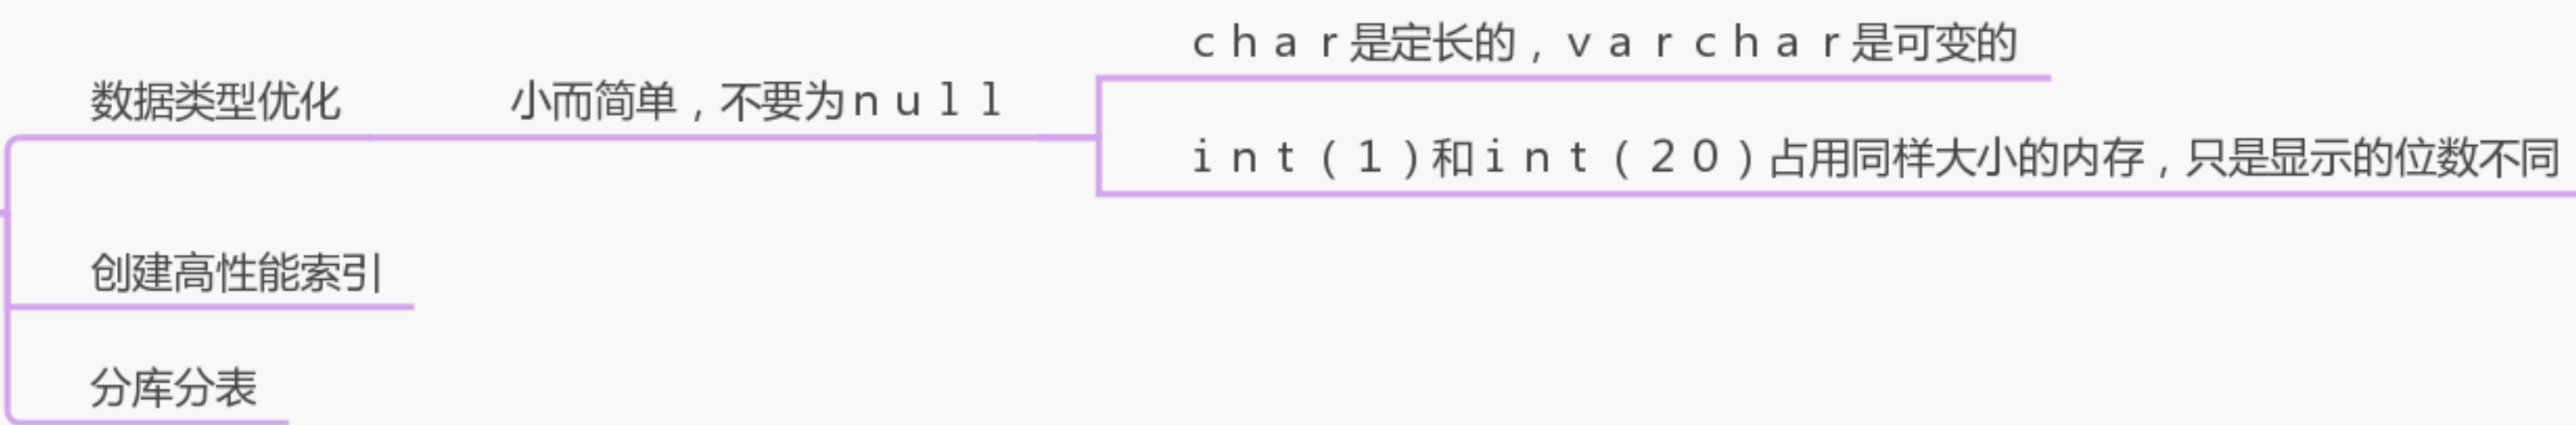 char是定长的，varchar是可变的
数据类型优化
小而简单，不要为null
int(1)和int(20)占用同样大小的内存，只是显示的位数不同
创建高性能索引
分库分表